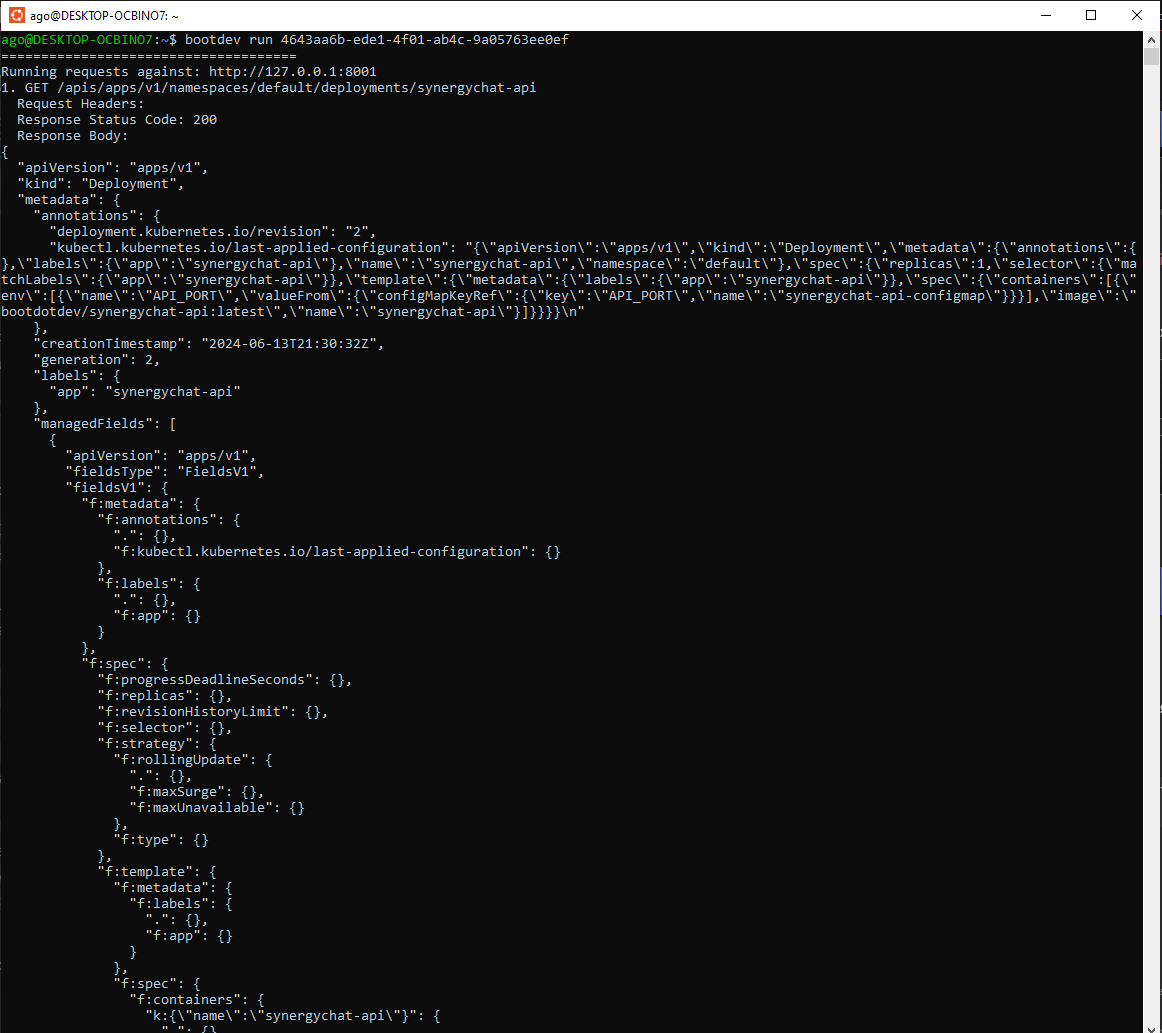 ago@DESKTOP-OCBINO7: ~
ago@DESKTOP-OCBINO7:~$ bootdev run 4643aa6b-ede1-4f01-ab4c-9a05763ee0ef
=====================================
Running requests against: http://127.0.0.1:8001
1. GET /apis/apps/v1/namespaces/default/deployments/synergychat-api
  Request Headers:
  Response Status Code: 200
  Response Body:
{
  "apiVersion": "apps/v1",
  "kind": "Deployment",
  "metadata": {
    "annotations": {
      "deployment.kubernetes.io/revision": "2",
      "kubectl.kubernetes.io/last-applied-configuration": "{\"apiVersion\":\"apps/v1\",\"kind\":\"Deployment\",\"metadata\":{\"annotations\":{
},\"labels\":{\"app\":\"synergychat-api\"},\"name\":\"synergychat-api\",\"namespace\":\"default\"},\"spec\":{\"replicas\":1,\"selector\":{\"ma
tchLabels\":{\"app\":\"synergychat-api\"}},\"template\":{\"metadata\":{\"labels\":{\"app\":\"synergychat-api\"}},\"spec\":{\"containers\":[{\"
env\":[{\"name\":\"API_PORT\",\"valueFrom\":{\"configMapKeyRef\":{\"key\":\"API_PORT\",\"name\":\"synergychat-api-configmap\"}}}],\"image\":\"
bootdotdev/synergychat-api:latest\",\"name\":\"synergychat-api\"}]}}}}\n"
    },
    "creationTimestamp": "2024-06-13T21:30:32Z",
    "generation": 2,
    "labels": {
      "app": "synergychat-api"
    },
    "managedFields": [
      {
        "apiVersion": "apps/v1",
        "fieldsType": "FieldsV1",
        "fieldsV1": {
          "f:metadata": {
            "f:annotations": {
              ".": {},
              "f:kubectl.kubernetes.io/last-applied-configuration": {}
            },
            "f:labels": {
              ".": {},
              "f:app": {}
            }
          },
          "f:spec": {
            "f:progressDeadlineSeconds": {},
            "f:replicas": {},
            "f:revisionHistoryLimit": {},
            "f:selector": {},
            "f:strategy": {
              "f:rollingUpdate": {
                ".": {},
                "f:maxSurge": {},
                "f:maxUnavailable": {}
              },
              "f:type": {}
            },
            "f:template": {
              "f:metadata": {
                "f:labels": {
                  ".": {},
                  "f:app": {}
                }
              },
              "f:spec": {
                "f:containers": {
                  "k:{\"name\":\"synergychat-api\"}": {
                    ".": {},